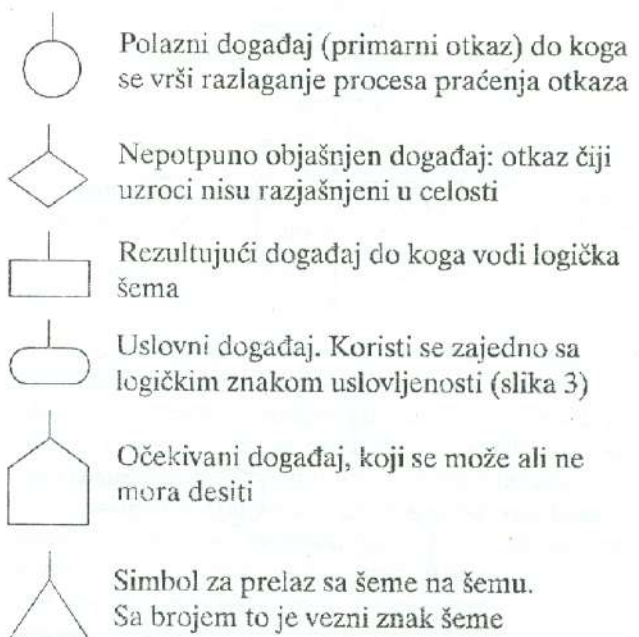 Polazni događaj (primarni otkaz) do koga
se vrši razlaganje procesa praćenja otkaza
Nepotpuno objašnjen događaj: otkaz čiji
uzroci nisu razjašnjeni u celosti
Rezultujući događaj do koga vodi logička
šema
Uslovni događaj. Koristi se zajedno sa
logičkim znakom uslovljenosti (slika 3)
Očekivani događaj, koji se može ali ne
mora desiti
Simbol za prelaz sa šeme na šemu.
Sa brojem to je vezni znak šeme